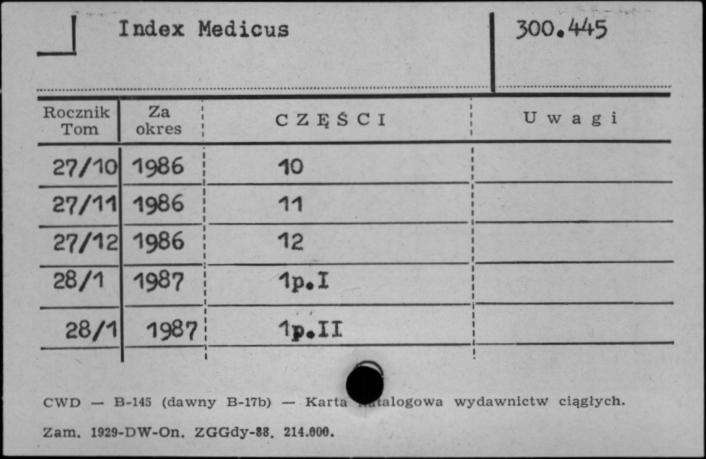 Index Medicus 300.445
Rocznik Tom Za okres CZĘŚCI Uwagi
27/10 1986 10
27/11 1986 11
27/12 1986 12
28/1 1987 1p.I
28/1 1987 1p.II
CWD — B-145 (dawny B-17b) — Karta katalogowa wydawnictw ciągłych.
Zam. 1929-DW-On. ZGGdy-88. 214.000.